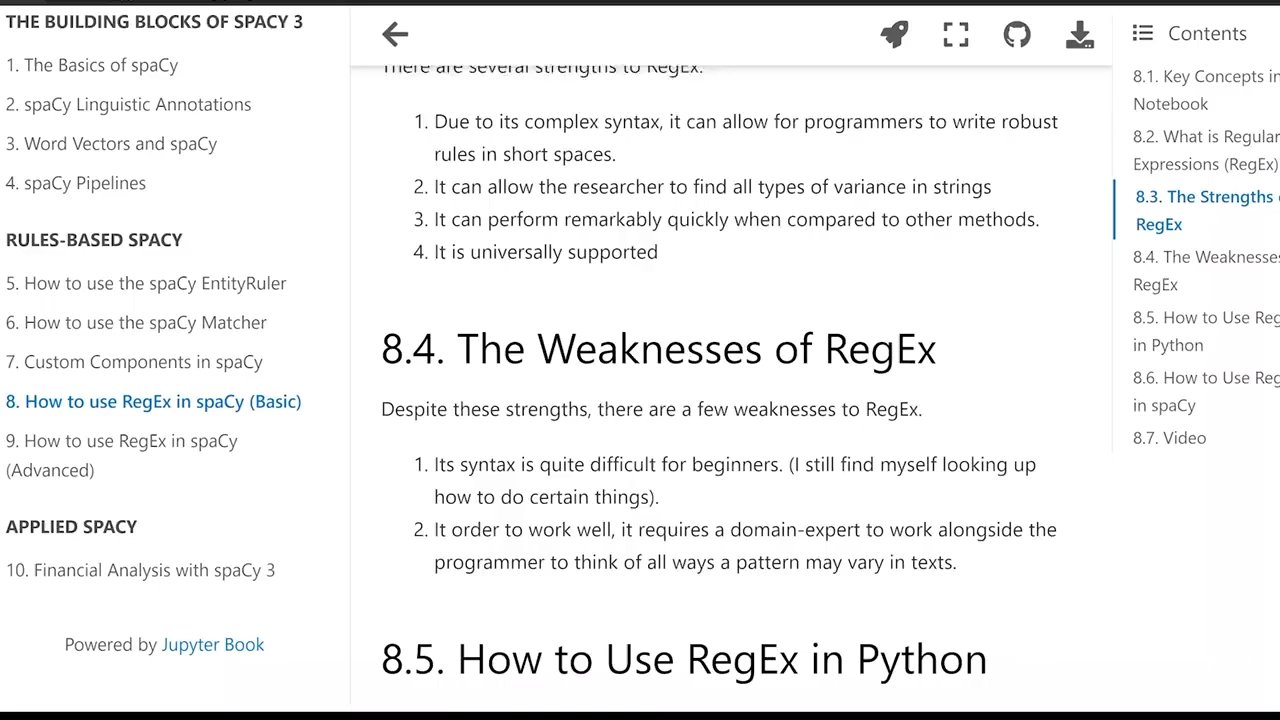 THE BUILDING BLOCKS OF SPACY 3
1. The Basics of spaCy
2. spaCy Linguistic Annotations
3. Word Vectors and spaCy
4. spaCy Pipelines
RULES-BASED SPACY
5. How to use the spaCy EntityRuler
6. How to use the spaCy Matcher
7. Custom Components in spaCy
8. How to use RegEx in spaCy (Basic)
9. How to use RegEx in spaCy
(Advanced)
APPLIED SPACY
10. Financial Analysis with spaCy 3
Powered by Jupyter Book
There are several strengths to RegEx.
1. Due to its complex syntax, it can allow for programmers to write robust
rules in short spaces.
2. It can allow the researcher to find all types of variance in strings
3. It can perform remarkably quickly when compared to other methods.
4. It is universally supported
8.4. The Weaknesses of RegEx
Despite these strengths, there are a few weaknesses to RegEx.
1. Its syntax is quite difficult for beginners. (I still find myself looking up
how to do certain things).
2. It order to work well, it requires a domain-expert to work alongside the
programmer to think of all ways a pattern may vary in texts.
8.5. How to Use RegEx in Python
Contents
8.1. Key Concepts in
Notebook
8.2. What is Regular
Expressions (RegEx)
8.3. The Strengths
RegEx
8.4. The Weaknesses
RegEx
8.5. How to Use Reg
in Python
8.6. How to Use Reg
in spaCy
8.7. Video